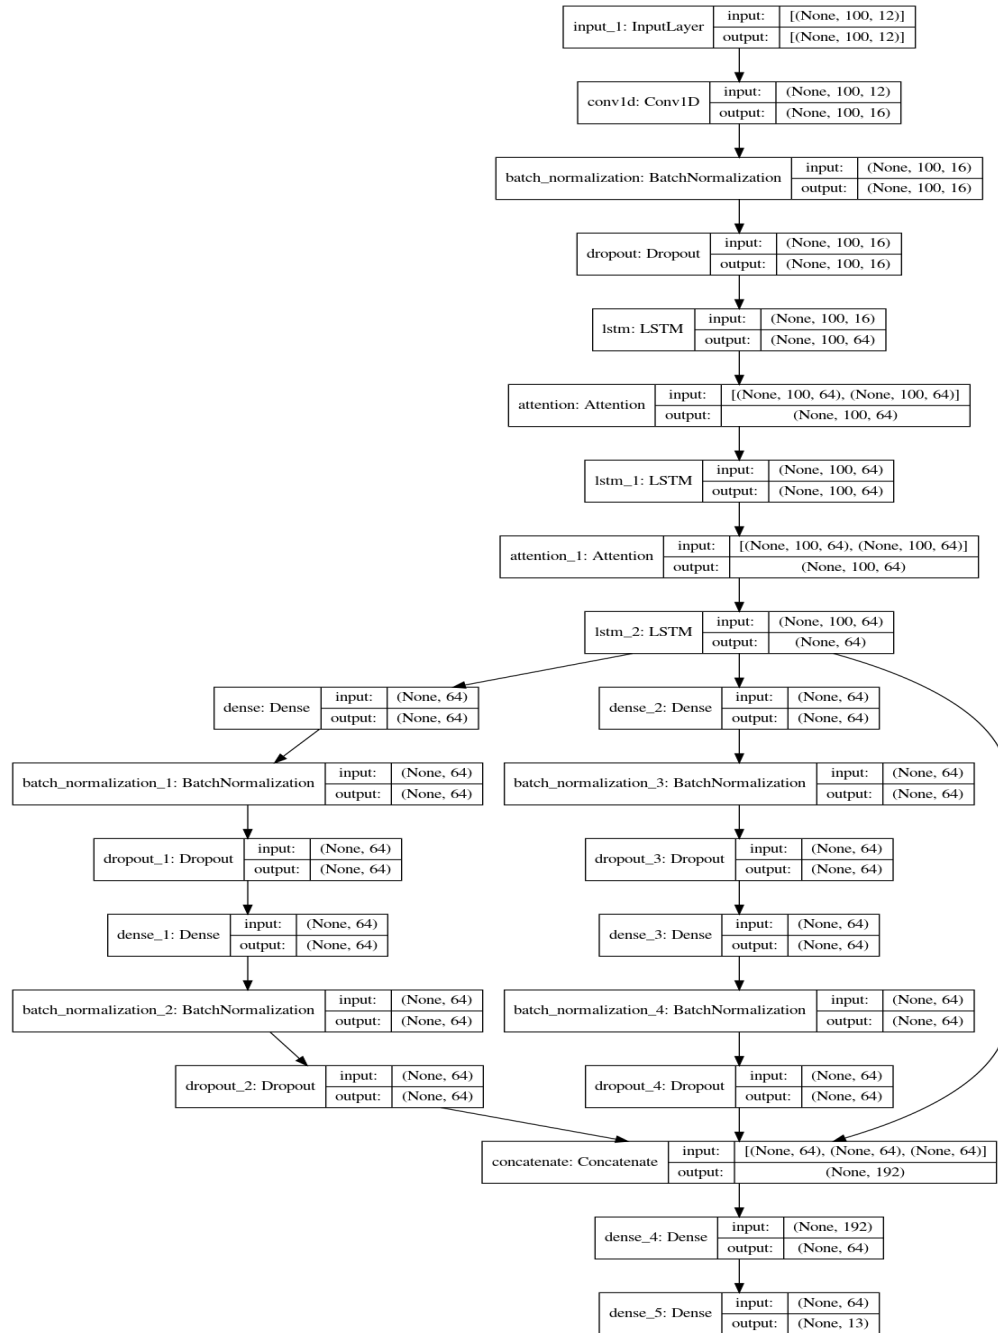 input_1: InputLayer
input: [(None, 100, 12)]
output: [(None, 100, 12)]
conv1d: Conv1D
input: (None, 100, 12)
output: (None, 100, 16)
batch_normalization: BatchNormalization
input: (None, 100, 16)
output: (None, 100, 16)
dropout: Dropout
input: (None, 100, 16)
output: (None, 100, 16)
lstm: LSTM
input: (None, 100, 16)
output: (None, 100, 64)
attention: Attention
input: [(None, 100, 64), (None, 100, 64)]
output: (None, 100, 64)
lstm_1: LSTM
input: (None, 100, 64)
output: (None, 100, 64)
attention_1: Attention
input: [(None, 100, 64), (None, 100, 64)]
output: (None, 100, 64)
lstm_2: LSTM
input: (None, 100, 64)
output: (None, 64)
dense: Dense
input: (None, 64)
output: (None, 64)
dense_2: Dense
input: (None, 64)
output: (None, 64)
batch_normalization_1: BatchNormalization
input: (None, 64)
output: (None, 64)
batch_normalization_3: BatchNormalization
input: (None, 64)
output: (None, 64)
dropout_1: Dropout
input: (None, 64)
output: (None, 64)
dropout_3: Dropout
input: (None, 64)
output: (None, 64)
dense_1: Dense
input: (None, 64)
output: (None, 64)
dense_3: Dense
input: (None, 64)
output: (None, 64)
batch_normalization_2: BatchNormalization
input: (None, 64)
output: (None, 64)
batch_normalization_4: BatchNormalization
input: (None, 64)
output: (None, 64)
dropout_2: Dropout
input: (None, 64)
output: (None, 64)
dropout_4: Dropout
input: (None, 64)
output: (None, 64)
concatenate: Concatenate
input: [(None, 64), (None, 64), (None, 64)]
output: (None, 192)
dense_4: Dense
input: (None, 192)
output: (None, 64)
dense_5: Dense
input: (None, 64)
output: (None, 13)